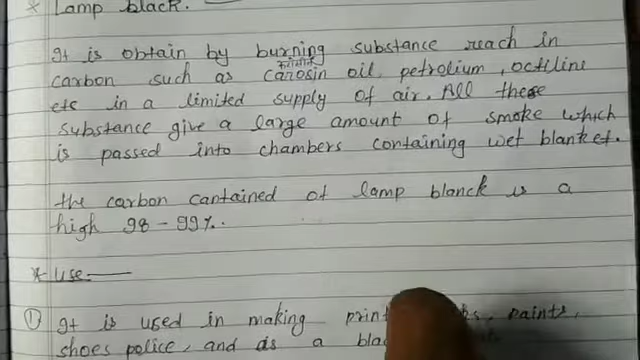 * Lamp black.
It is obtain by burning substance reach in
carbon such as carosin oil, petrolium, octiline
etc in a limited supply of air. All these
substance give a large amount of smoke which
is passed into chambers containing wet blanket.
the carbon cantained of lamp blanck is a
high 98-99%.
* Use:
① It is used in making print paints,
shoes police, and as a